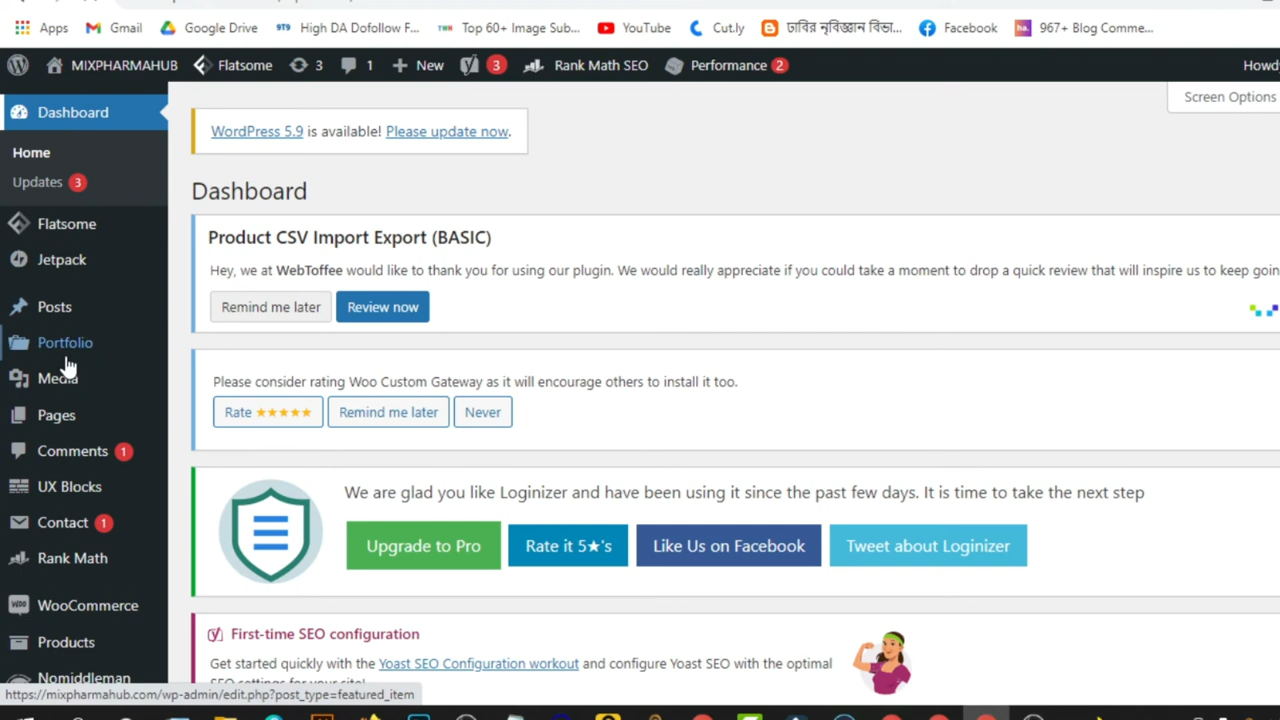 Apps Gmail Google Drive High DA Dofollow F... Top 60+ Image Sub... YouTube Cut.ly ঢাবির নৃবিজ্ঞান বিভা... Facebook 967+ Blog Comme...
MIXPHARMAHUB Flatsome 3 1 New 3 Rank Math SEO Performance 2 Howd
Dashboard
Screen Options
WordPress 5.9 is available! Please update now.
Home
Updates 3
Dashboard
Flatsome
Product CSV Import Export (BASIC)
Jetpack
Hey, we at WebToffee would like to thank you for using our plugin. We would really appreciate if you could take a moment to drop a quick review that will inspire us to keep goin
Posts
Remind me later Review now
Portfolio
Media
Please consider rating Woo Custom Gateway as it will encourage others to install it too.
Pages
Rate ★★★★★ Remind me later Never
Comments 1
UX Blocks
We are glad you like Loginizer and have been using it since the past few days. It is time to take the next step
Contact 1
Upgrade to Pro Rate it 5★'s Like Us on Facebook Tweet about Loginizer
Rank Math
WooCommerce
First-time SEO configuration
Products
Get started quickly with the Yoast SEO Configuration workout and configure Yoast SEO with the optimal
SEO settings for your site!
Nomiddleman
https://mixpharmahub.com/wp-admin/edit.php?post_type=featured_item